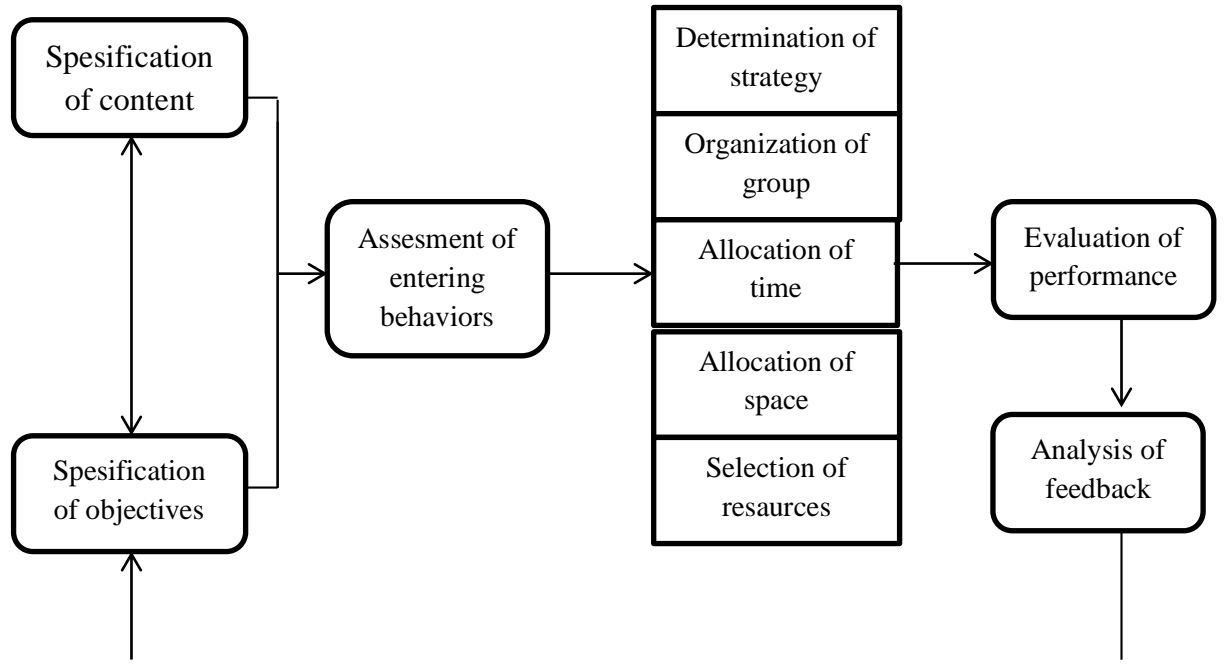 Spesification
of content
Spesification
of objectives
Assesment of
entering
behaviors
Determination of
strategy
Organization of
group
Allocation of
time
Allocation of
space
Selection of
resaurces
Evaluation of
performance
Analysis of
feedback